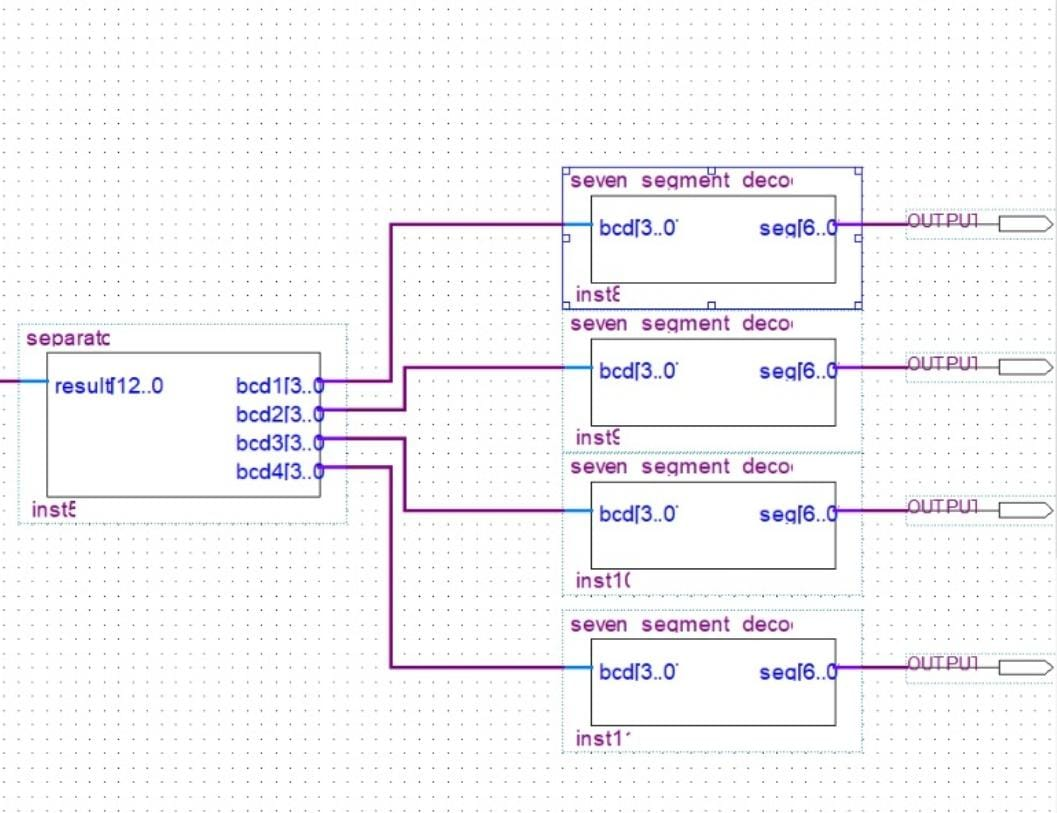 seven segment deco
bcd[3..0 seg[6..0 OUTPUT
inst8
seven segment deco
bcd[3..0 seg[6..0 OUTPUT
inst9
separato
result[12..0 bcd1[3..0
bcd2[3..0
bcd3[3..0
bcd4[3..0
seven segment deco
bcd[3..0 seg[6..0 OUTPUT
inst10
seven segment deco
bcd[3..0 seg[6..0 OUTPUT
inst11